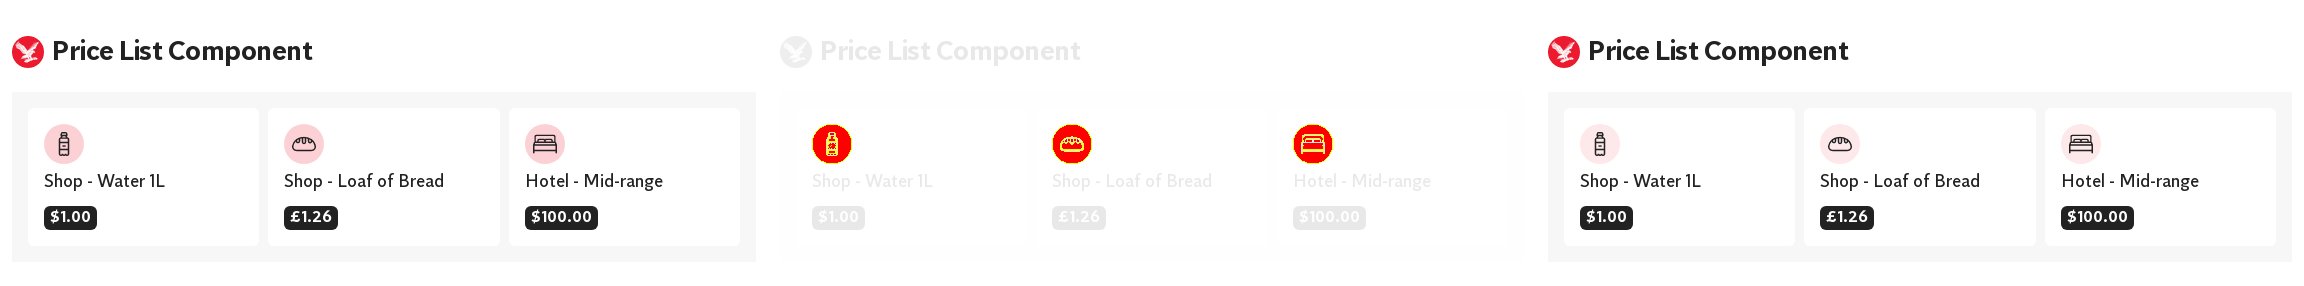 Price List Component
Shop - Water 1L
Shop - Loaf of Bread
Hotel - Mid-range
$1.00
£1.26
$100.00
Price List Component
Shop - Water 1L
Shop - Loaf of Bread
Hotel - Mid-range
$1.00
£1.26
$100.00
Price List Component
Shop - Water 1L
Shop - Loaf of Bread
Hotel - Mid-range
$1.00
£1.26
$100.00